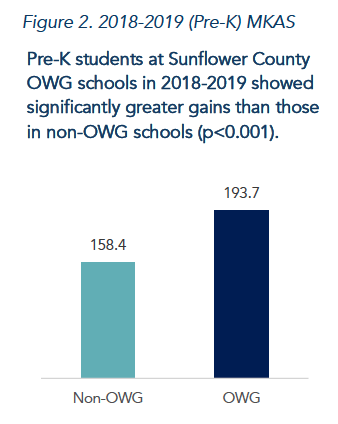 Figure 2. 2018-2019 (Pre-K) MKAS
Pre-K students at Sunflower County
OWG schools in 2018-2019 showed
significantly greater gains than those
in non-OWG schools (p<0.001).
193.7
158.4
Non-OWG OWG